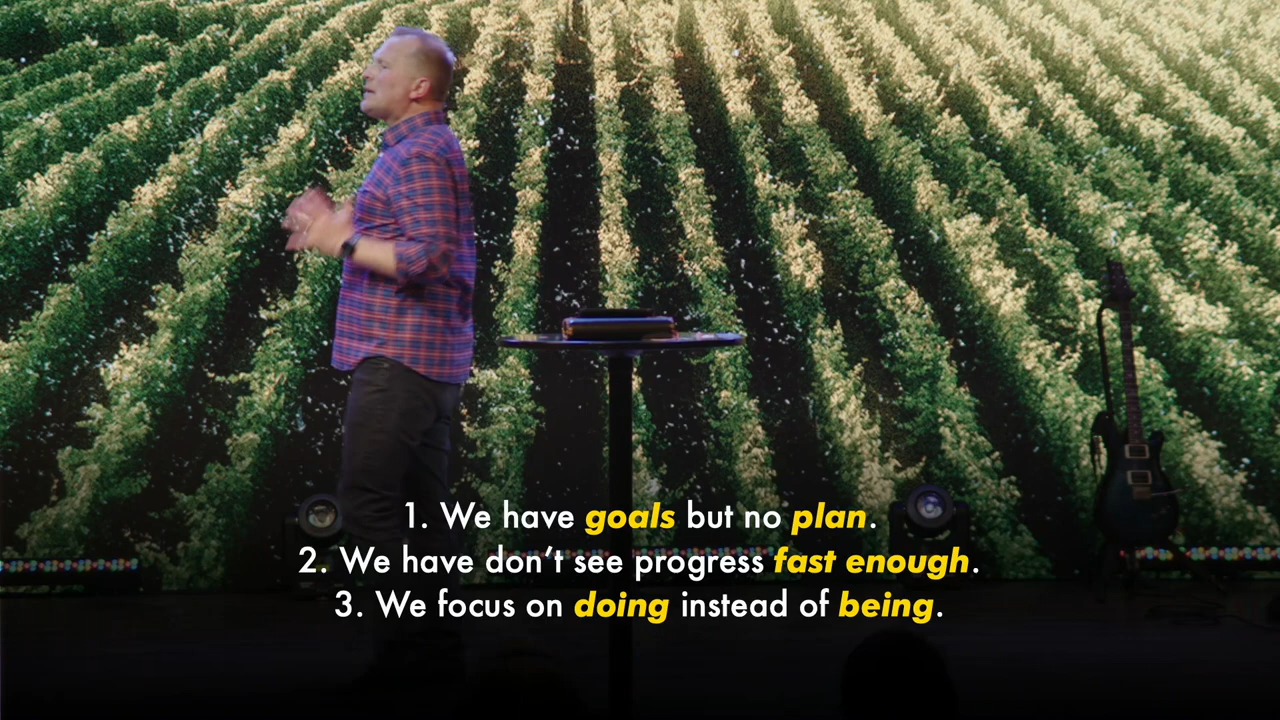 1. We have goals but no plan.
2. We have don't see progress fast enough.
3. We focus on doing instead of being.